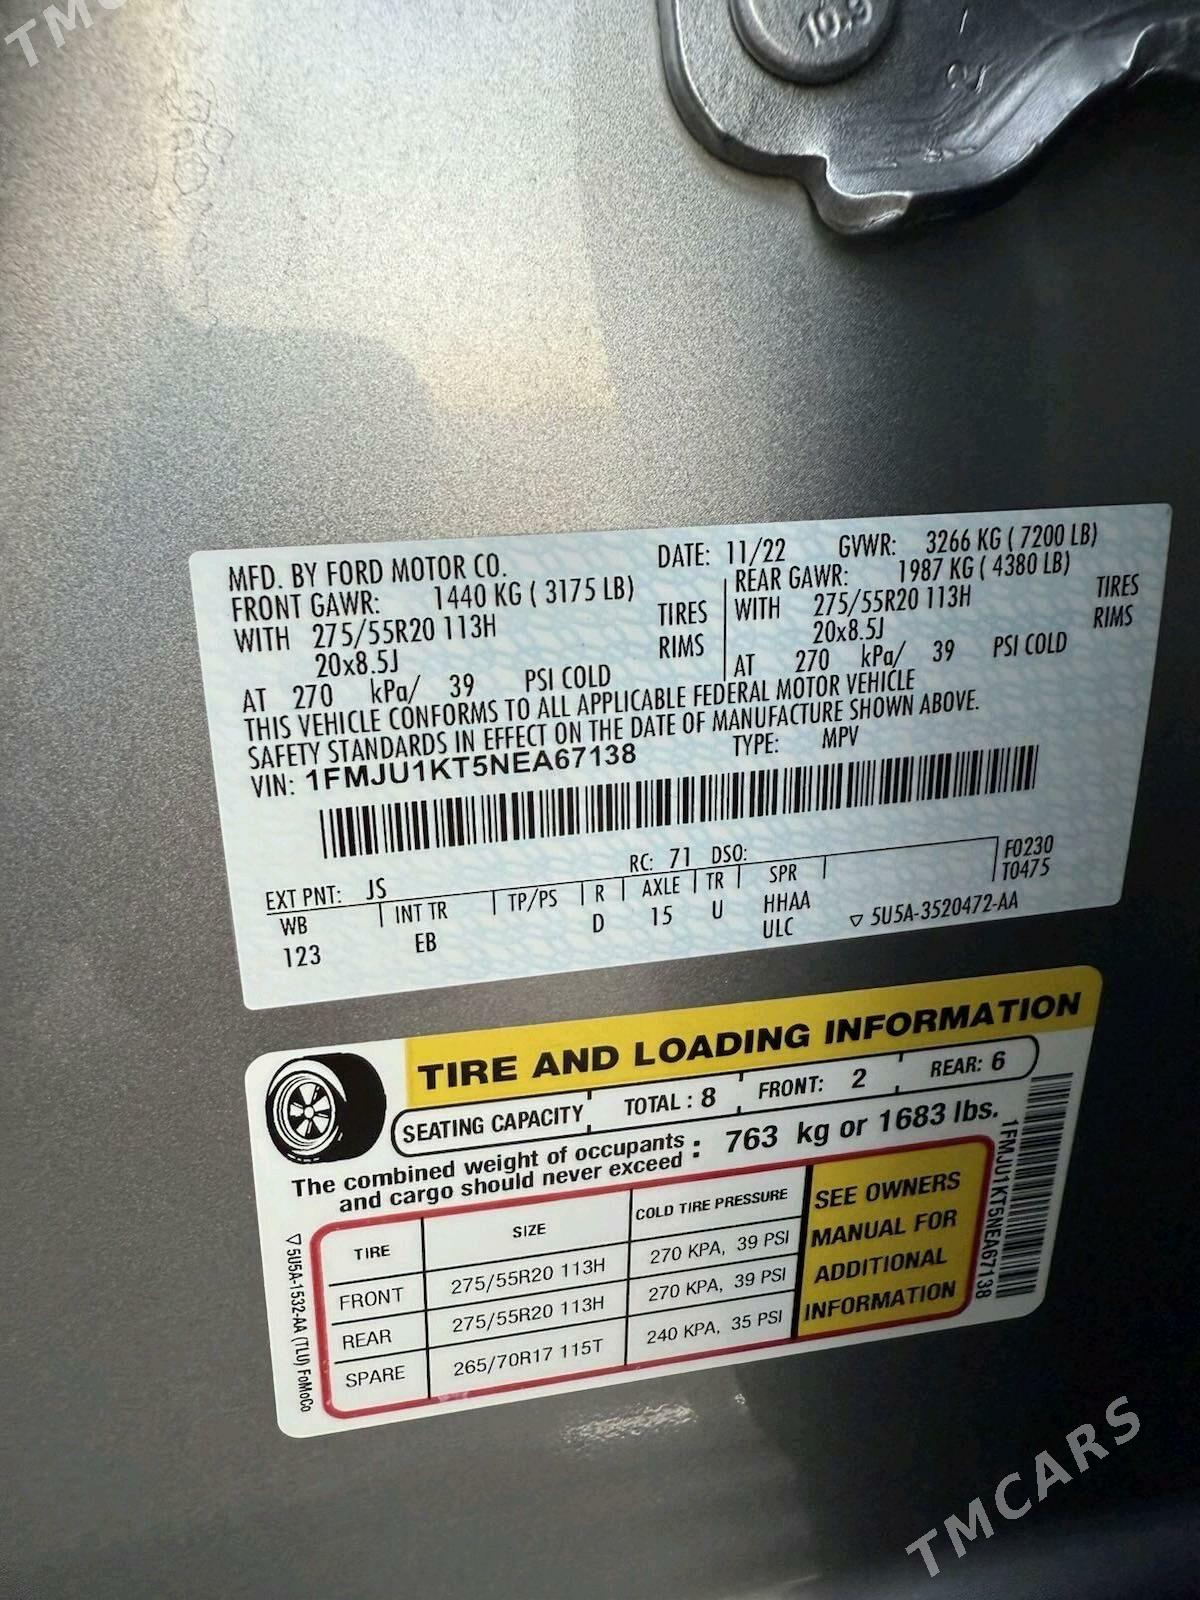 TMC
10.9
MFD. BY FORD MOTOR CO. DATE: 11/22 GVWR: 3266 KG ( 7200 LB)
FRONT GAWR: 1440 KG ( 3175 LB) REAR GAWR: 1987 KG ( 4380 LB)
WITH 275/55R20 113H TIRES WITH 275/55R20 113H TIRES
20x8.5J RIMS 20x8.5J RIMS
AT 270 kPa/ 39 PSI COLD AT 270 kPa/ 39 PSI COLD
THIS VEHICLE CONFORMS TO ALL APPLICABLE FEDERAL MOTOR VEHICLE
SAFETY STANDARDS IN EFFECT ON THE DATE OF MANUFACTURE SHOWN ABOVE.
VIN: 1FMJU1KT5NEA67138 TYPE: MPV
EXT PNT: JS RC: 71 DSO: F0230
WB INT TR TP/PS R AXLE TR SPR T0475
123 EB D 15 U HHAA ▽ 5U5A-3520472-AA
ULC
TIRE AND LOADING INFORMATION
SEATING CAPACITY TOTAL : 8 FRONT: 2 REAR: 6
The combined weight of occupants and cargo should never exceed : 763 kg or 1683 lbs.
TIRE SIZE COLD TIRE PRESSURE
FRONT 275/55R20 113H 270 KPA, 39 PSI
REAR 275/55R20 113H 270 KPA, 39 PSI
SPARE 265/70R17 115T 240 KPA, 35 PSI
SEE OWNERS
MANUAL FOR
ADDITIONAL
INFORMATION
1FMJU1KT5NEA67138
▽ 5U5A-1532-AA (TLU) FoMoCo
TMCARS